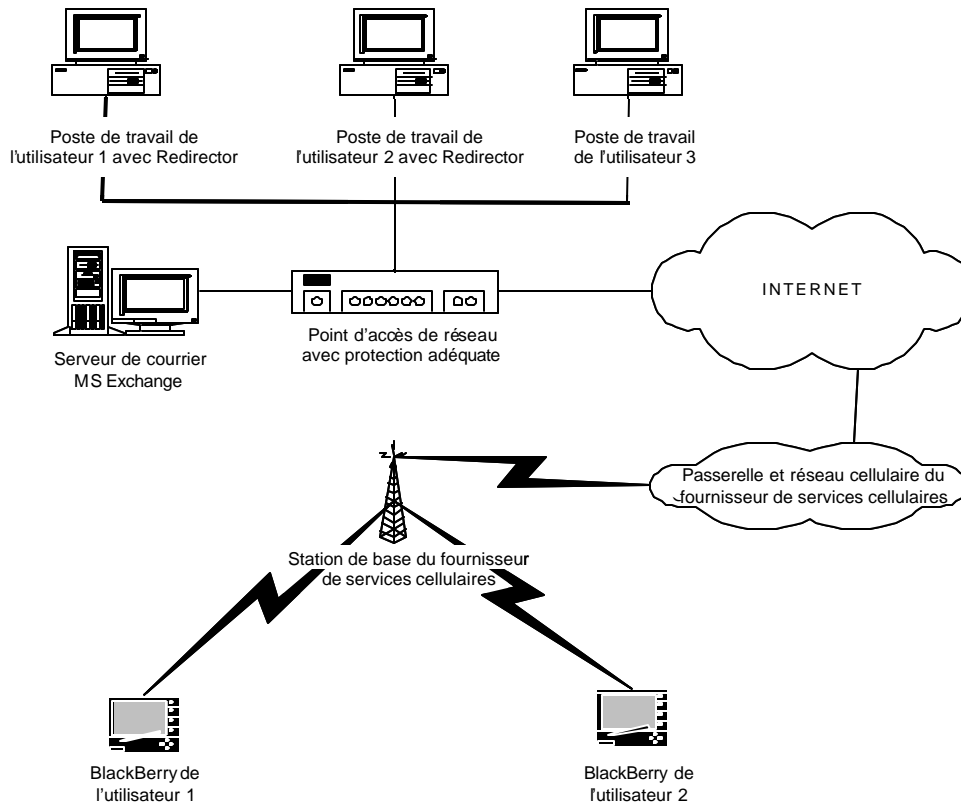 Poste de travail de
l'utilisateur 1 avec Redirector
Poste de travail de
l'utilisateur 2 avec Redirector
Poste de travail
de l'utilisateur 3
INTERNET
Point d'accès de réseau
avec protection adéquate
Serveur de courrier
MS Exchange
Passerelle et réseau cellulaire du
fournisseur de services cellulaires
Station de base du fournisseur
de services cellulaires
BlackBerry de
l'utilisateur 1
BlackBerry de
l'utilisateur 2